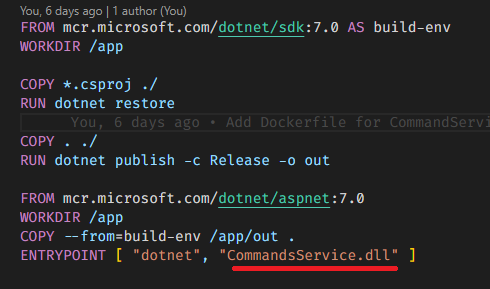 You, 6 days ago | 1 author (You)
FROM mcr.microsoft.com/dotnet/sdk:7.0 AS build-env
WORKDIR /app
COPY *.csproj ./
RUN dotnet restore
You, 6 days ago • Add Dockerfile for CommandServi
COPY . ./
RUN dotnet publish -c Release -o out
FROM mcr.microsoft.com/dotnet/aspnet:7.0
WORKDIR /app
COPY --from=build-env /app/out .
ENTRYPOINT [ "dotnet", "CommandsService.dll" ]